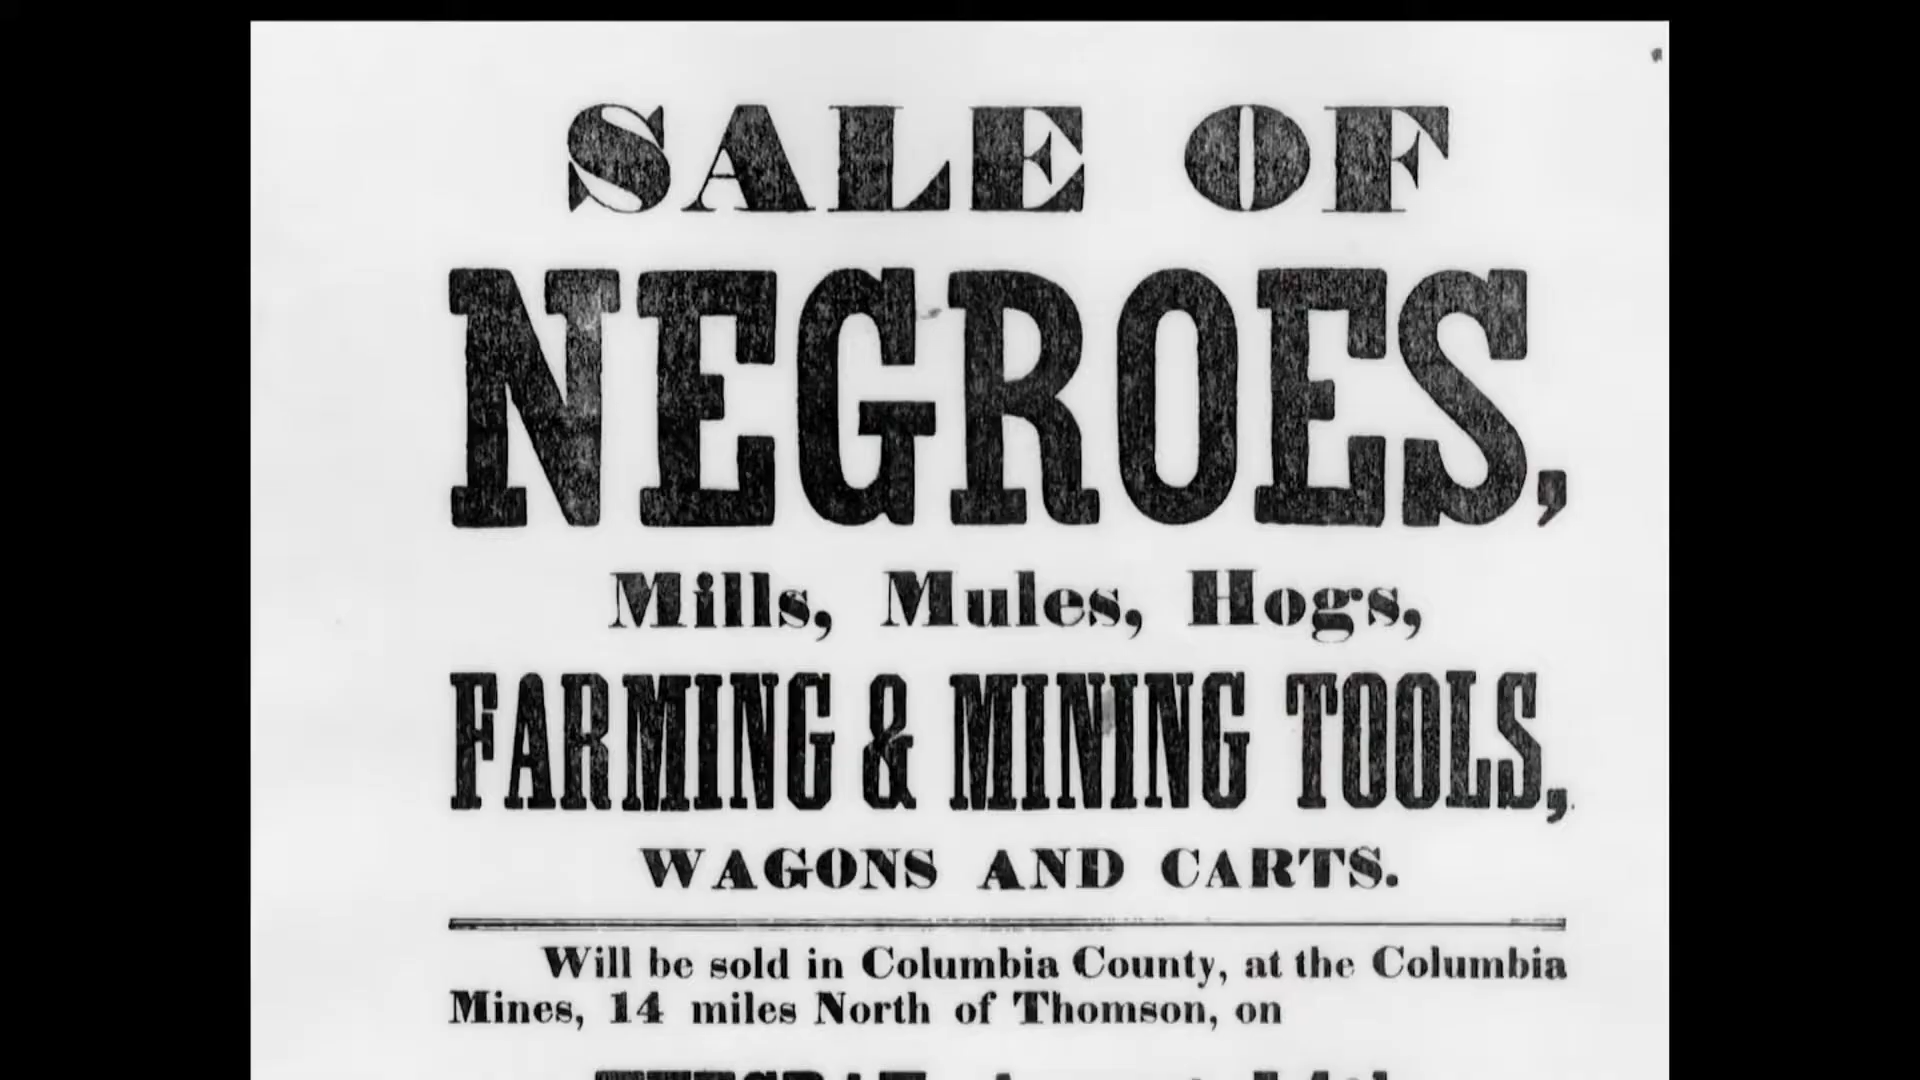 SALE OF
NEGROES,
Mills, Mules, Hogs,
FARMING & MINING TOOLS,
WAGONS AND CARTS.
Will be sold in Columbia County, at the Columbia
Mines, 14 miles North of Thomson, on